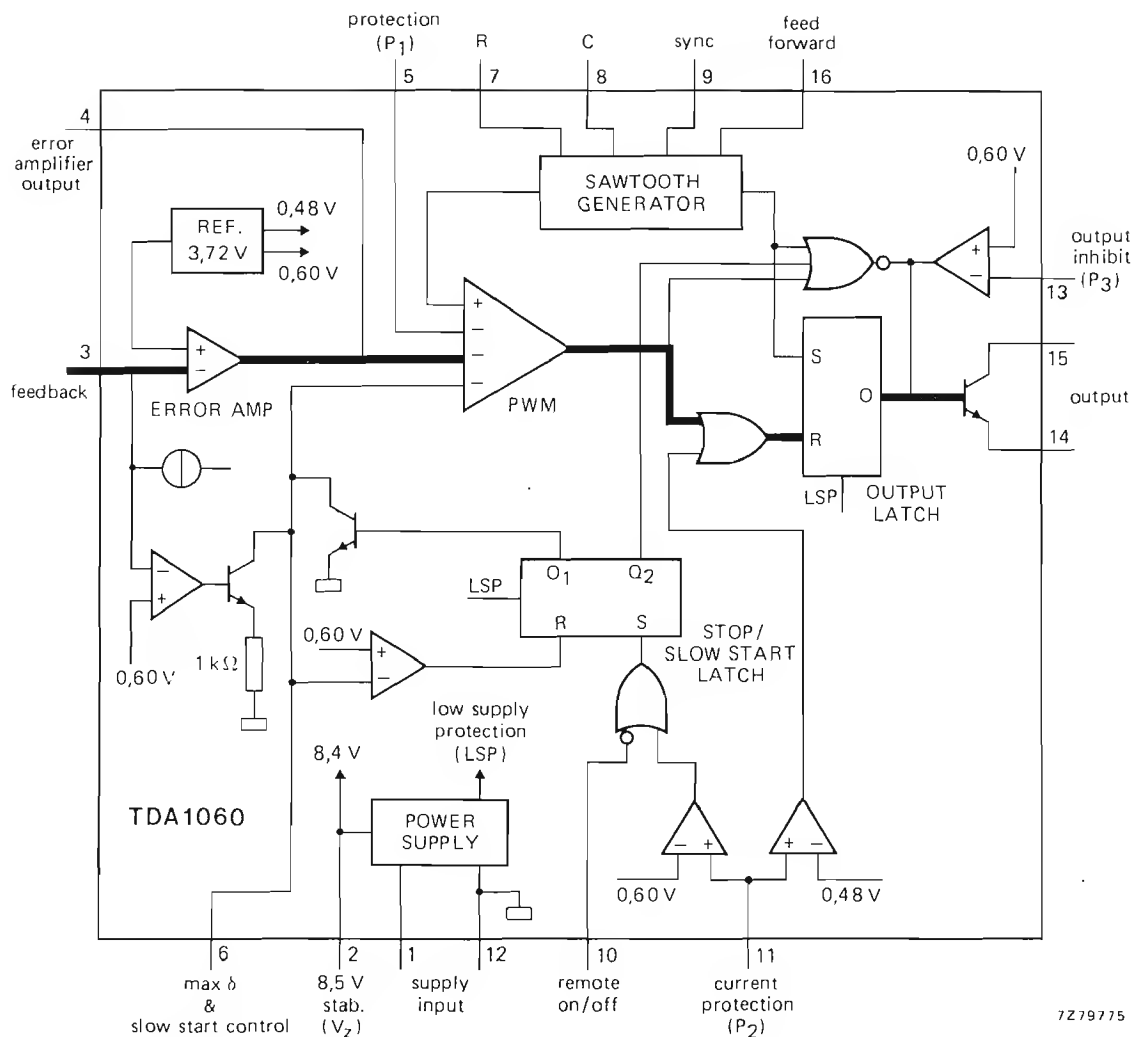 protection
(P1)
R
C
sync
feed
forward
5
7
8
9
16
4
error
amplifier
output
SAWTOOTH
GENERATOR
0,60 V
REF.
3,72 V
0,48 V
0,60 V
output
inhibit
(P3)
13
+
−
+
−
−
−
PWM
3
feedback
+
−
ERROR AMP
S
O
R
15
output
14
LSP
OUTPUT
LATCH
−
+
0,60 V
1 kΩ
O1
Q2
LSP
R
S
STOP/
SLOW START
LATCH
0,60 V
+
−
low supply
protection
(LSP)
8,4 V
TDA1060
POWER
SUPPLY
−
+
+
−
0,60 V
0,48 V
6
2
1
12
10
11
max δ
&
slow start control
8,5 V
stab.
(Vz)
supply
input
remote
on/off
current
protection
(P2)
7Z79775